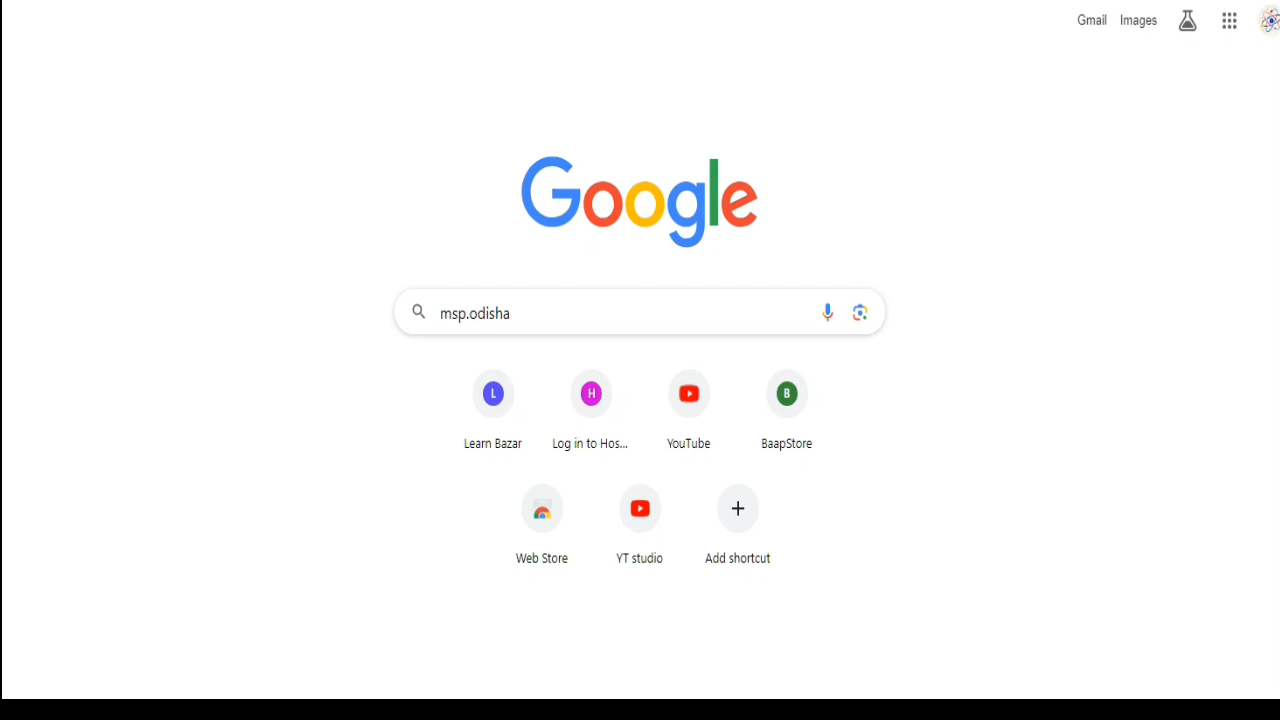 Gmail Images
Google
msp.odisha
L H B
Learn Bazar Log in to Hos... YouTube BaapStore
Web Store YT studio Add shortcut